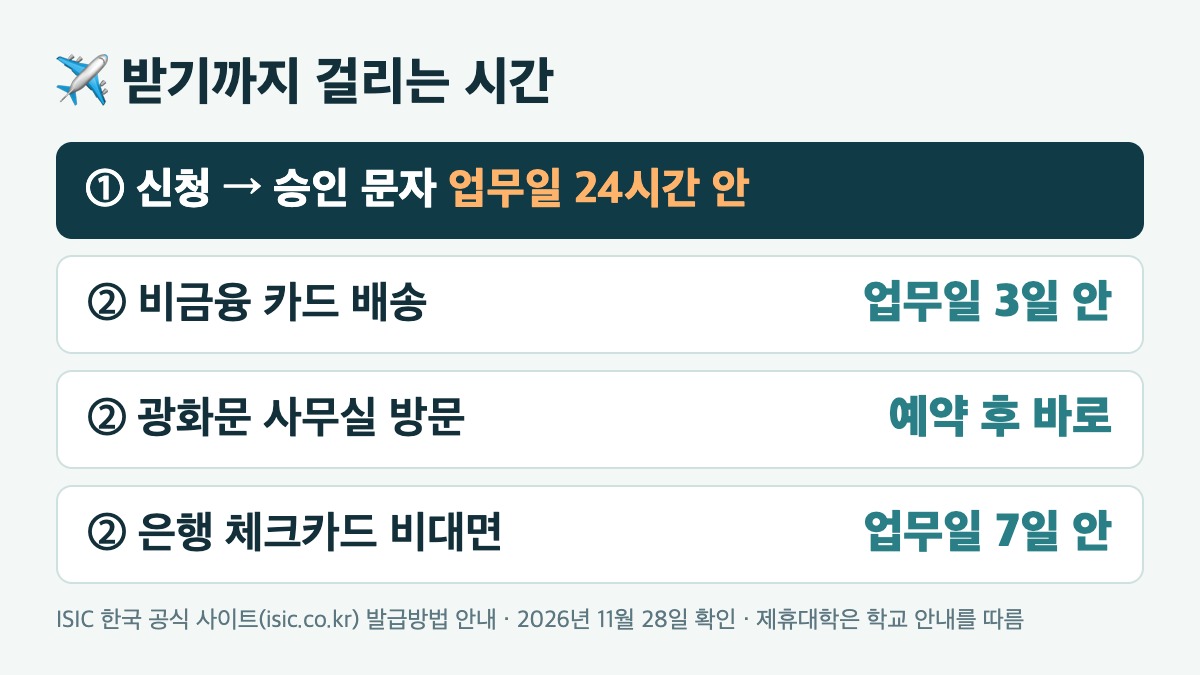 ✈️ 받기까지 걸리는 시간
① 신청 → 승인 문자 업무일 24시간 안
② 비금융 카드 배송 업무일 3일 안
② 광화문 사무실 방문 예약 후 바로
② 은행 체크카드 비대면 업무일 7일 안
ISIC 한국 공식 사이트(isic.co.kr) 발급방법 안내 · 2026년 11월 28일 확인 · 제휴대학은 학교 안내를 따름